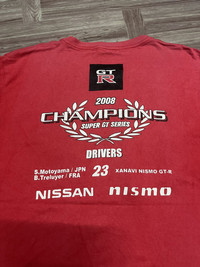 GT
R
2008
CHAMPIONS
SUPER GT SERIES
DRIVERS
S.Motoyama / JPN 23 XANAVI NISMO GT-R
B.Treluyer / FRA
NISSAN nismo